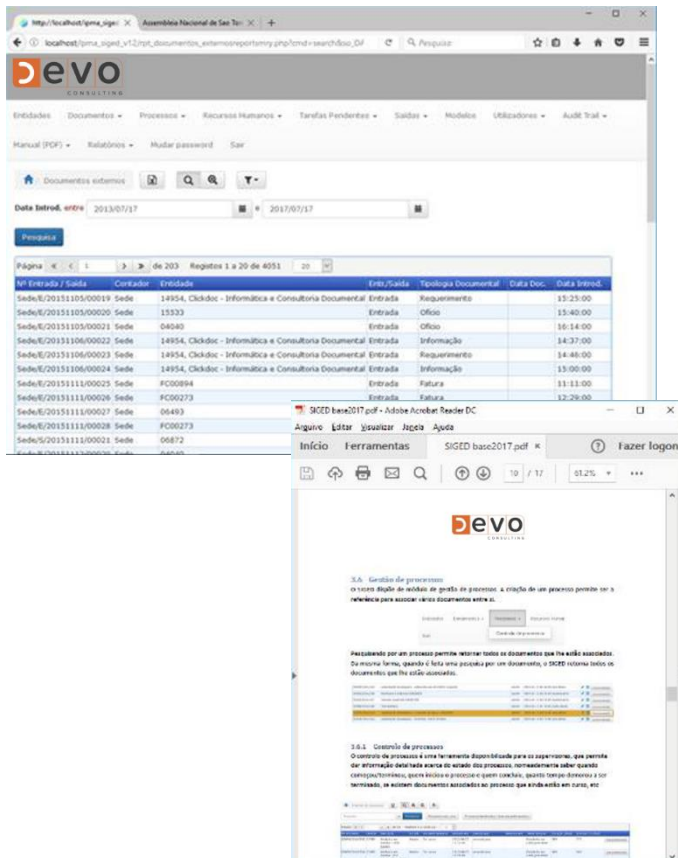 http://localhost/ipma_siged
Assembleia Nacional de Sao Tom
localhost/ipma_siged_v12/rpt_documentos_externosreportsmry.php?cmd=search&so_D/
Pesquisar
Devo
CONSULTING
Entidades Documentos Processos Recursos Humanos Tarefas Pendentes Saídas Modelos Utilizadores Audit Trail
Manual (PDF) Relatórios Mudar password Sair
Documentos externos
Data Introd. entre 2013/07/17 e 2017/07/17
Pesquisa
Página 1 de 203 Registos 1 a 20 de 4051 20
Nº Entrada / Saída Contador Entidade Entr./Saída Tipologia Documental Data Doc. Data Introd.
Sede/E/20151105/00019 Sede 14954, Clickdoc - Informática e Consultoria Documental Entrada Requerimento 15:25:00
Sede/E/20151105/00020 Sede 15533 Entrada Ofício 15:40:00
Sede/E/20151105/00021 Sede 04040 Entrada Ofício 16:14:00
Sede/E/20151106/00022 Sede 14954, Clickdoc - Informática e Consultoria Documental Entrada Informação 14:37:00
Sede/E/20151106/00023 Sede 14954, Clickdoc - Informática e Consultoria Documental Entrada Requerimento 14:46:00
Sede/E/20151106/00024 Sede 14954, Clickdoc - Informática e Consultoria Documental Entrada Informação 15:00:00
Sede/E/20151111/00025 Sede FC00894 Entrada Fatura 11:11:00
Sede/E/20151111/00026 Sede FC00273 Entrada Fatura 12:29:00
Sede/E/20151111/00027 Sede 06493
Sede/E/20151111/00028 Sede FC00273
Sede/S/20151111/00021 Sede 06872
SIGED base2017.pdf - Adobe Acrobat Reader DC
Arquivo Editar Visualizar Janela Ajuda
Início Ferramentas SIGED base2017.pdf Fazer logon
10 / 17 61,2%
Devo
CONSULTING
3.6 Gestão de processos
O SIGED dispõe de módulo de gestão de processos. A criação de um processo permite ser a
referência para associar vários documentos entre si.
Pesquisando por um processo permite retornar todos os documentos que lhe estão associados.
Da mesma forma, quando é feita uma pesquisa por um documento, o SIGED retorna todos os
documentos que lhe estão associados.
3.6.1 Controlo de processos
O controlo de processos é uma ferramenta disponibilizada para os supervisores, que permite
dar informação detalhada acerca do estado dos processos, nomeadamente saber quando
começou/terminou, quem iniciou o processo e quem concluiu, quanto tempo demorou a ser
terminado, se existem documentos associados ao processo que ainda estão em curso, etc